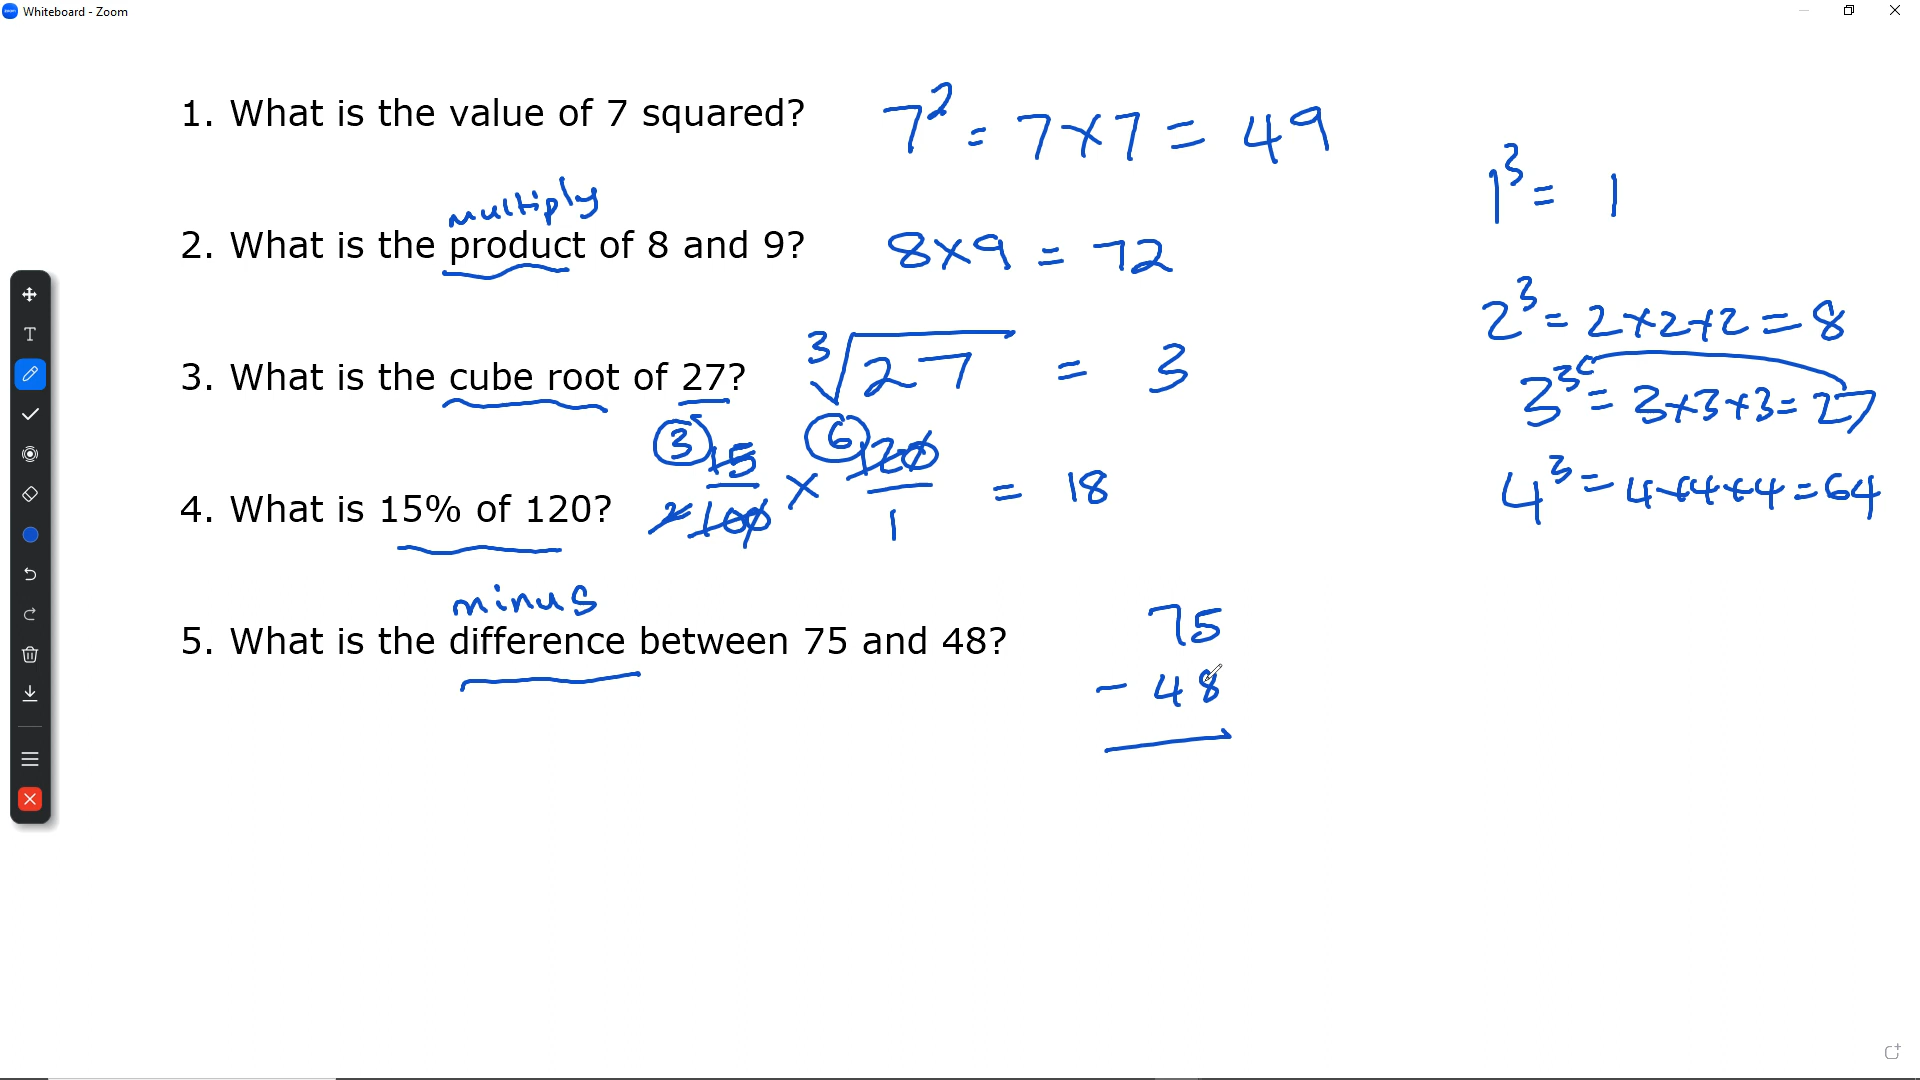 Whiteboard - Zoom
1. What is the value of 7 squared? 7² = 7 × 7 = 49
1³ = 1
multiply
2. What is the product of 8 and 9? 8 × 9 = 72
2³ = 2 × 2 × 2 = 8
3. What is the cube root of 27? ³√27 = 3
3³ = 3 × 3 × 3 = 27
3 15 6 120
4. What is 15% of 120? × = 18
2 100 1
4³ = 4 × 4 × 4 = 64
minus
5. What is the difference between 75 and 48? 75
- 48